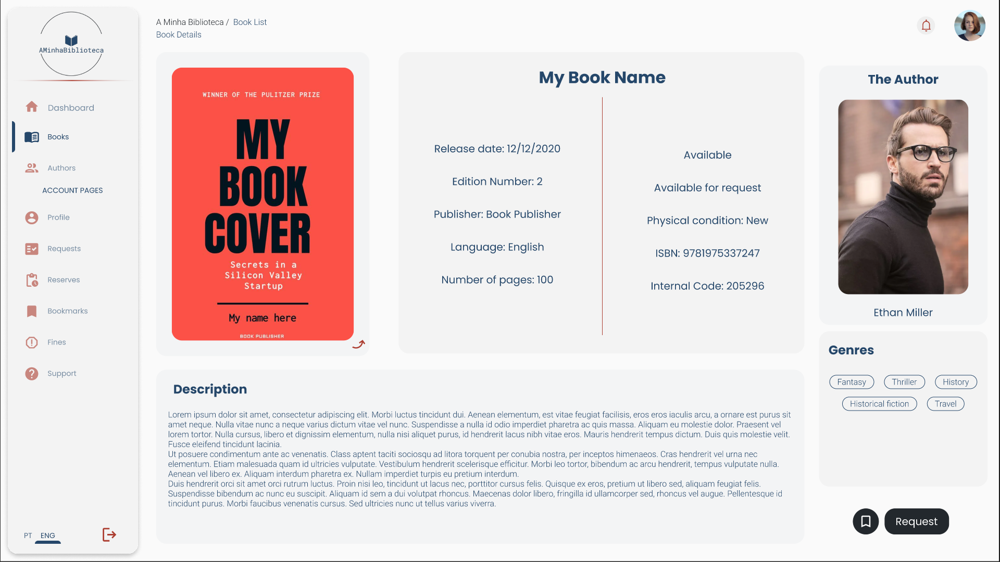 AMinhaBiblioteca
Dashboard
Books
Authors
ACCOUNT PAGES
Profile
Requests
Reserves
Bookmarks
Fines
Support
PT ENG
A Minha Biblioteca / Book List
Book Details
WINNER OF THE PULITZER PRIZE
MY
BOOK
COVER
Secrets in a
Silicon Valley
Startup
My name here
BOOK PUBLISHER
My Book Name
Release date: 12/12/2020
Edition Number: 2
Publisher: Book Publisher
Language: English
Number of pages: 100
Available
Available for request
Physical condition: New
ISBN: 9781975337247
Internal Code: 205296
The Author
Ethan Miller
Genres
Fantasy Thriller History
Historical fiction Travel
Description
Lorem ipsum dolor sit amet, consectetur adipiscing elit. Morbi luctus tincidunt dui. Aenean elementum, est vitae feugiat facilisis, eros eros iaculis arcu, a ornare est purus sit
amet neque. Nulla vitae nunc a neque varius dictum vitae vel nunc. Suspendisse a nulla id odio imperdiet pharetra ac quis massa. Aliquam eu molestie dolor. Praesent vel
lorem tortor. Nulla cursus, libero et dignissim elementum, nulla nisi aliquet purus, id hendrerit lacus nibh vitae eros. Mauris hendrerit tempus dictum. Duis quis molestie velit.
Fusce eleifend tincidunt lacinia.
Ut posuere condimentum ante ac venenatis. Class aptent taciti sociosqu ad litora torquent per conubia nostra, per inceptos himenaeos. Cras hendrerit vel urna nec
elementum. Etiam malesuada quam id ultricies vulputate. Vestibulum hendrerit scelerisque efficitur. Morbi leo tortor, bibendum ac arcu hendrerit, tempus vulputate nulla.
Aenean vel libero ex. Aliquam interdum pharetra ex. Nullam imperdiet turpis eu pretium interdum.
Duis hendrerit orci sit amet orci rutrum luctus. Proin nisi leo, tincidunt ut lacus nec, porttitor cursus felis. Quisque ex eros, pretium ut libero sed, aliquam feugiat felis.
Suspendisse bibendum ac nunc eu suscipit. Aliquam id sem a dui volutpat rhoncus. Maecenas dolor libero, fringilla id ullamcorper sed, rhoncus vel augue. Pellentesque id
tincidunt purus. Morbi faucibus venenatis cursus. Sed ultricies nunc ut tellus varius viverra.
Request